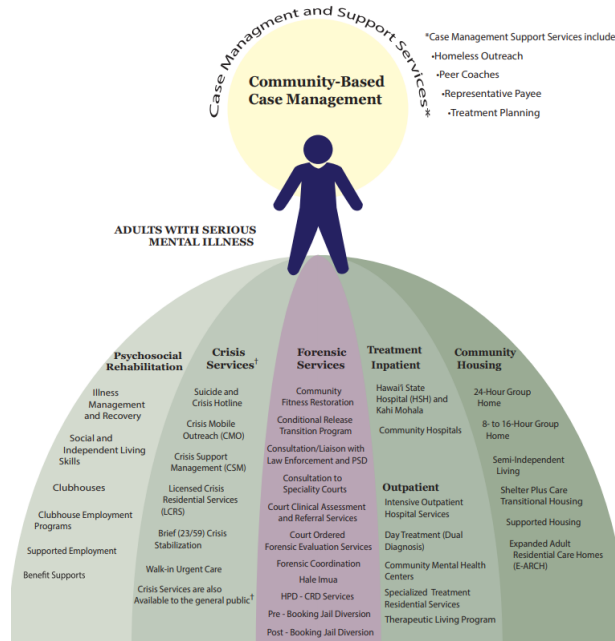 Case Managment and Support Services*
*Case Management Support Services include
•Homeless Outreach
•Peer Coaches
•Representative Payee
•Treatment Planning
Community-Based
Case Management
ADULTS WITH SERIOUS
MENTAL ILLNESS
Psychosocial
Rehabilitation
Illness
Management
and Recovery
Social and
Independent Living
Skills
Clubhouses
Clubhouse Employment
Programs
Supported Employment
Benefit Supports
Crisis
Services†
Suicide and
Crisis Hotline
Crisis Mobile
Outreach (CMO)
Crisis Support
Management (CSM)
Licensed Crisis
Residential Services
(LCRS)
Brief (23/59) Crisis
Stabilization
Walk-in Urgent Care
Crisis Services are also
Available to the general public†
Forensic
Services
Community
Fitness Restoration
Conditional Release
Transition Program
Consultation/Liaison with
Law Enforcement and PSD
Consultation to
Speciality Courts
Court Clinical Assessment
and Referral Services
Court Ordered
Forensic Evaluation Services
Forensic Coordination
Hale Imua
HPD - CRD Services
Pre - Booking Jail Diversion
Post - Booking Jail Diversion
Treatment
Inpatient
Hawai‘i State
Hospital (HSH) and
Kahi Mohala
Community Hospitals
Outpatient
Intensive Outpatient
Hospital Services
Day Treatment (Dual
Diagnosis)
Community Mental Health
Centers
Specialized Treatment
Residential Services
Therapeutic Living Program
Community
Housing
24-Hour Group
Home
8- to 16-Hour Group
Home
Semi-Independent
Living
Shelter Plus Care
Transitional Housing
Supported Housing
Expanded Adult
Residential Care Homes
(E-ARCH)